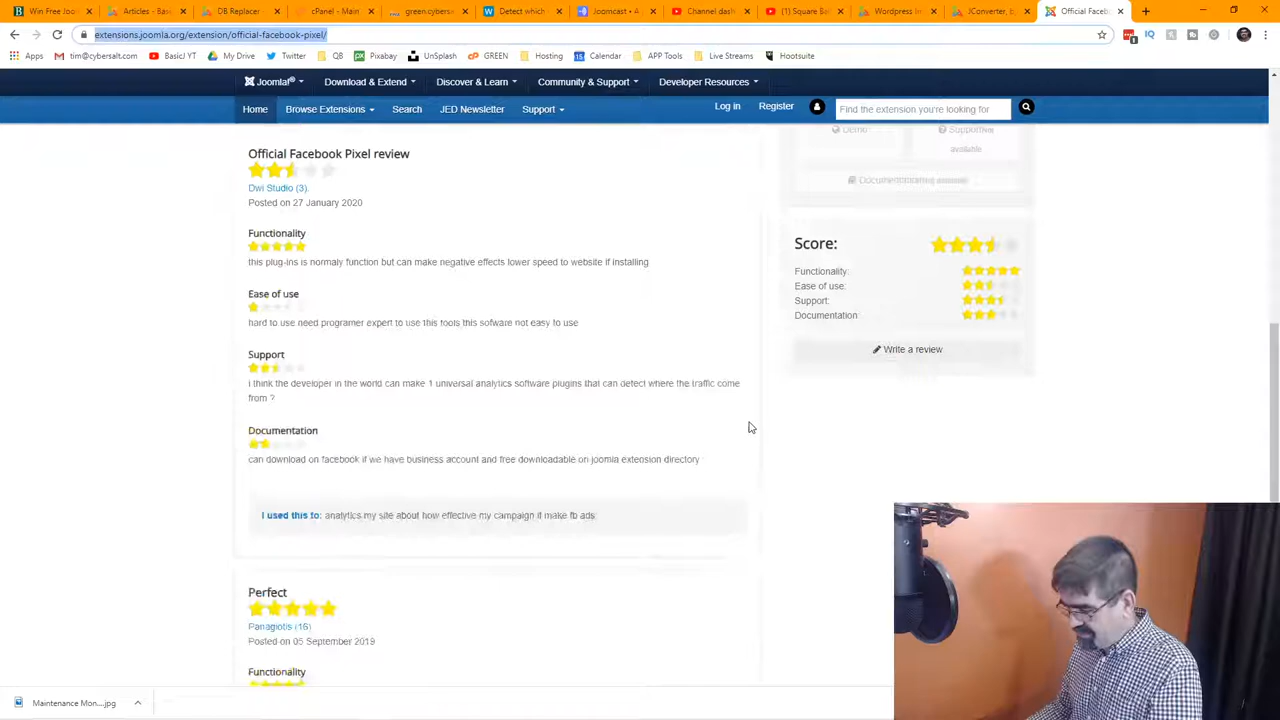 Win Free Joo
Articles - Base
DB Replacer
cPanel - Main
green.cybers
Detect which
Joomcast • A
Channel dash
(1) Square Ba
Wordpress Im
JConverter, b
Official Faceb
extensions.joomla.org/extension/official-facebook-pixel/
Apps
tim@cybersalt.com
BasicJ YT
My Drive
Twitter
QB
Pixabay
UnSplash
GREEN
Hosting
Calendar
APP Tools
Live Streams
Hootsuite
Joomla!®
Download & Extend
Discover & Learn
Community & Support
Developer Resources
Home
Browse Extensions
Search
JED Newsletter
Support
Log in
Register
Find the extension you're looking for
Demo
Official Facebook Pixel review
Dwi Studio (3).
Posted on 27 January 2020
Functionality
this plug-ins is normaly function but can make negative effects lower speed to website if installing
Ease of use
hard to use need programer expert to use this tools this sofware not easy to use
Support
i think the developer in the world can make 1 universal analytics software plugins that can detect where the traffic come
from ?
Documentation
can download on facebook if we have business account and free downloadable on joomla extension directory
I used this to: analytics my site about how effective my campaign it make fb ads
Perfect
Panagiotis (16)
Posted on 05 September 2019
Functionality
available
Score:
Functionality:
Ease of use:
Support:
Documentation:
Write a review
Maintenance Mon....jpg